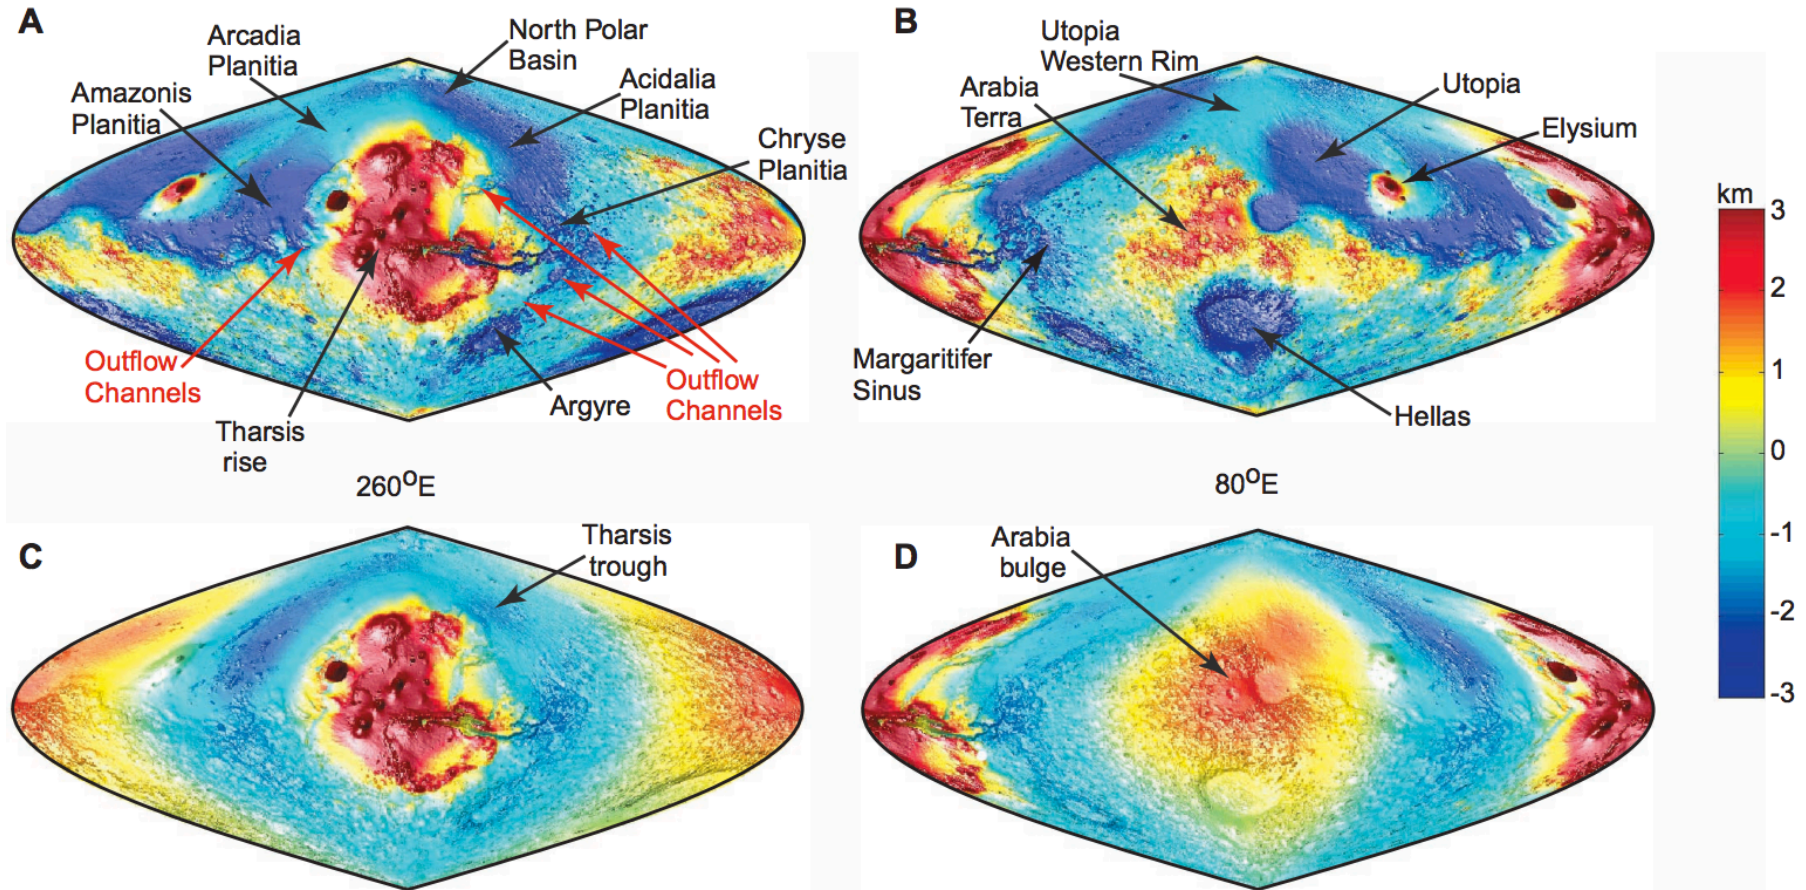 A
Arcadia
Planitia
North Polar
Basin
Amazonis
Planitia
Acidalia
Planitia
Chryse
Planitia
Outflow
Channels
Tharsis
rise
Argyre
Outflow
Channels
260°E
B
Utopia
Western Rim
Arabia
Terra
Utopia
Elysium
Margaritifer
Sinus
Hellas
80°E
km
3
2
1
0
-1
-2
-3
C
Tharsis
trough
D
Arabia
bulge